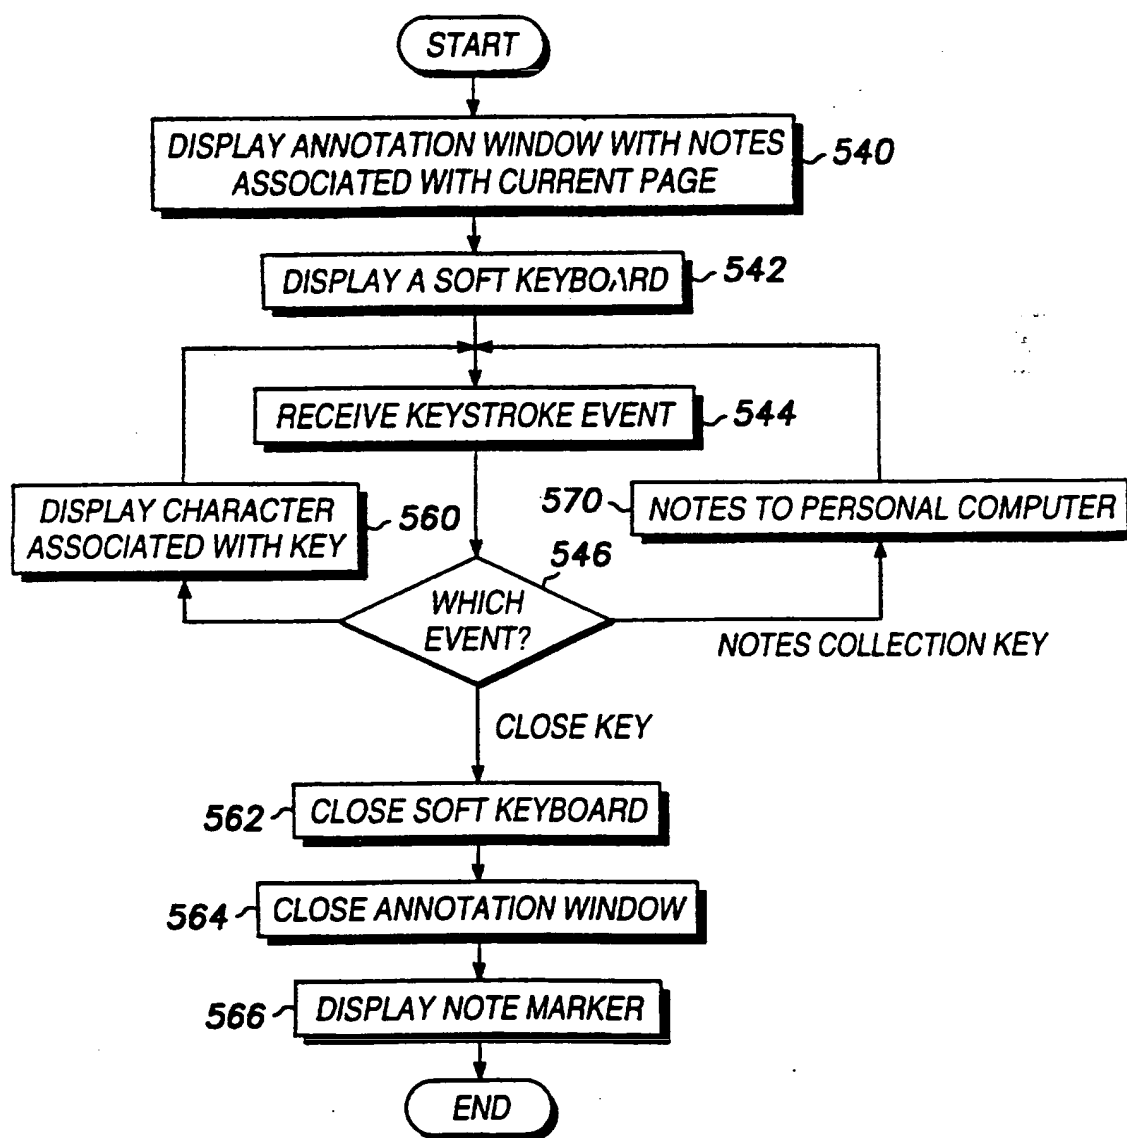 START
DISPLAY ANNOTATION WINDOW WITH NOTES
ASSOCIATED WITH CURRENT PAGE
540
DISPLAY A SOFT KEYBOARD
542
RECEIVE KEYSTROKE EVENT
544
DISPLAY CHARACTER
ASSOCIATED WITH KEY
560
570
NOTES TO PERSONAL COMPUTER
546
WHICH
EVENT?
NOTES COLLECTION KEY
CLOSE KEY
562
CLOSE SOFT KEYBOARD
564
CLOSE ANNOTATION WINDOW
566
DISPLAY NOTE MARKER
END